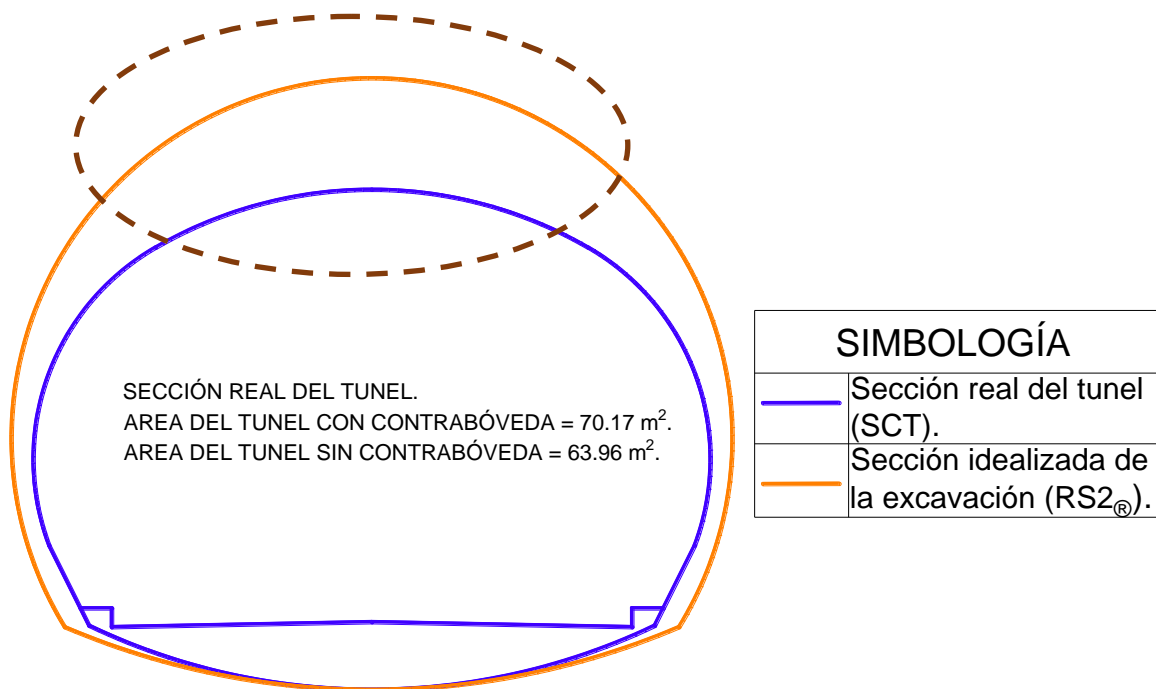 SECCIÓN REAL DEL TUNEL.
AREA DEL TUNEL CON CONTRABÓVEDA = 70.17 m².
AREA DEL TUNEL SIN CONTRABÓVEDA = 63.96 m².
SIMBOLOGÍA
Sección real del tunel
(SCT).
Sección idealizada de
la excavación (RS2®).